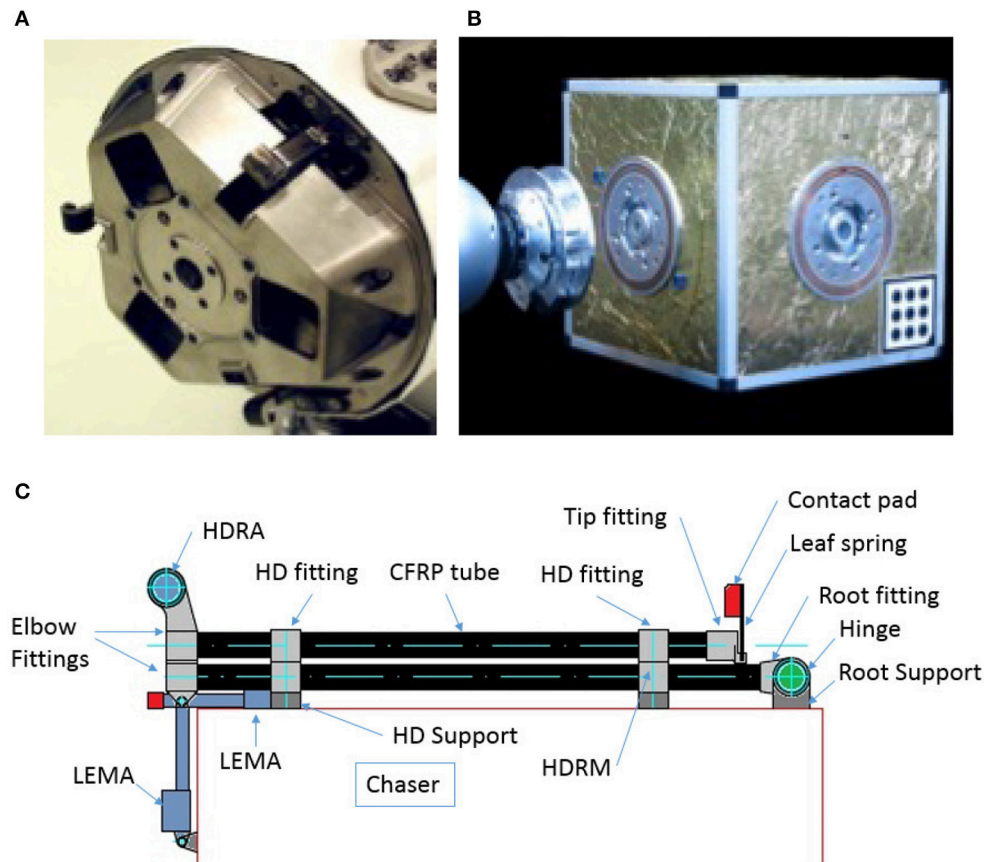 A
B
C
Contact pad
Tip fitting
HDRA
Leaf spring
HD fitting
CFRP tube
HD fitting
Root fitting
Elbow
Fittings
Hinge
Root Support
HD Support
LEMA
HDRM
LEMA
Chaser